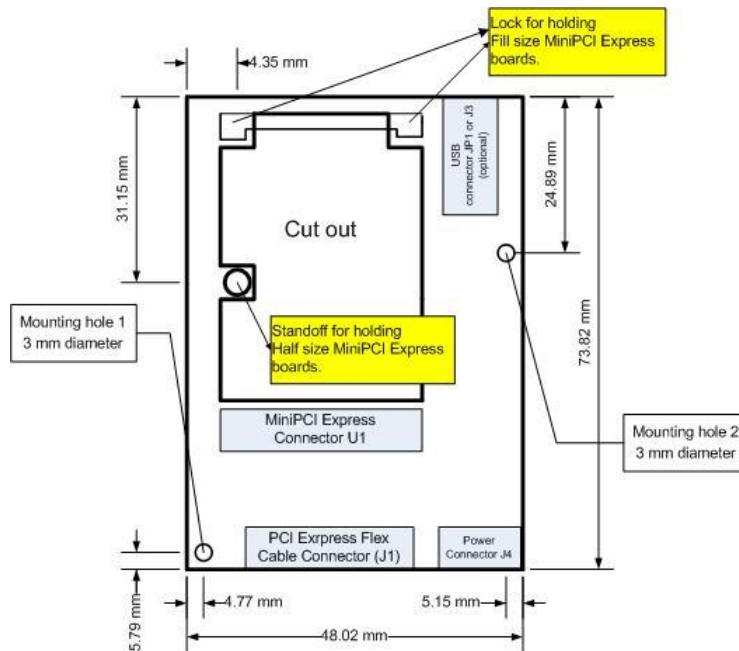 Lock for holding
Fill size MiniPCI Express
boards.
4.35 mm
31.15 mm
USB
connector JP1 or J3
(optional)
24.89 mm
Cut out
73.82 mm
Mounting hole 1
3 mm diameter
Standoff for holding
Half size MiniPCI Express
boards.
MiniPCI Express
Connector U1
Mounting hole 2
3 mm diameter
PCI Exrpress Flex
Cable Connector (J1)
Power
Connector J4
5.79 mm
4.77 mm
5.15 mm
48.02 mm